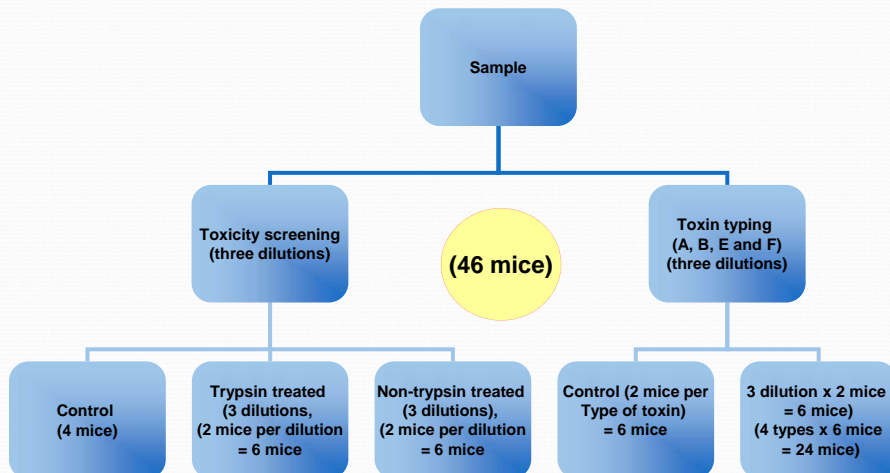 Sample
Toxicity screening
(three dilutions)
(46 mice)
Toxin typing
(A, B, E and F)
(three dilutions)
Control
(4 mice)
Trypsin treated
(3 dilutions,
(2 mice per dilution
= 6 mice
Non-trypsin treated
(3 dilutions),
(2 mice per dilution
= 6 mice
Control (2 mice per
Type of toxin)
= 6 mice
3 dilution x 2 mice
= 6 mice)
(4 types x 6 mice
= 24 mice)